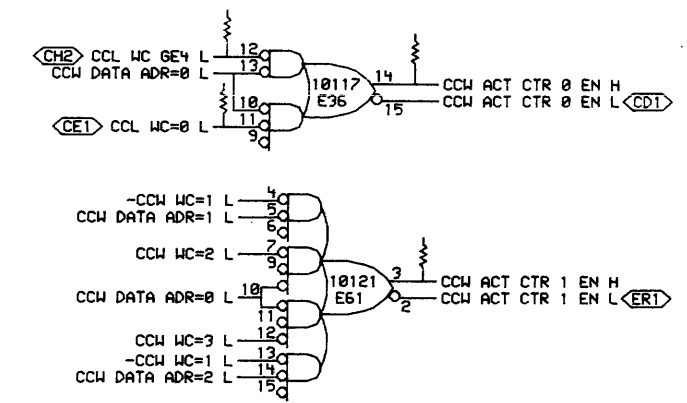 CH2 CCL WC GE4 L 12
CCW DATA ADR=0 L 13
10117
E36
14 CCW ACT CTR 0 EN H
15 CCW ACT CTR 0 EN L CD1
10
CE1 CCL WC=0 L 11
9
-CCW WC=1 L 4
CCW DATA ADR=1 L 5
6
CCW WC=2 L 7
9
10
CCW DATA ADR=0 L
11
10121
E61
3 CCW ACT CTR 1 EN H
2 CCW ACT CTR 1 EN L ER1
CCW WC=3 L 12
-CCW WC=1 L 13
CCW DATA ADR=2 L 14
15